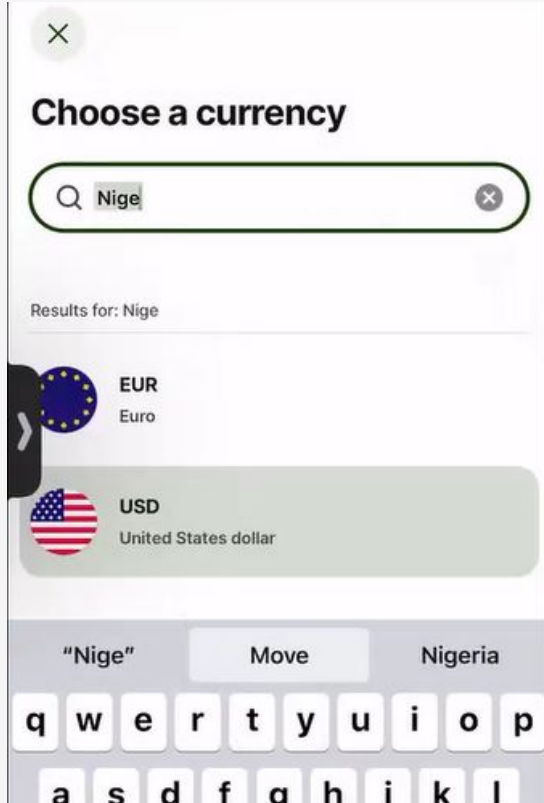 Choose a currency
Nige
Results for: Nige
EUR
Euro
USD
United States dollar
“Nige” Move Nigeria
q w e r t y u i o p
a s d f g h j k l